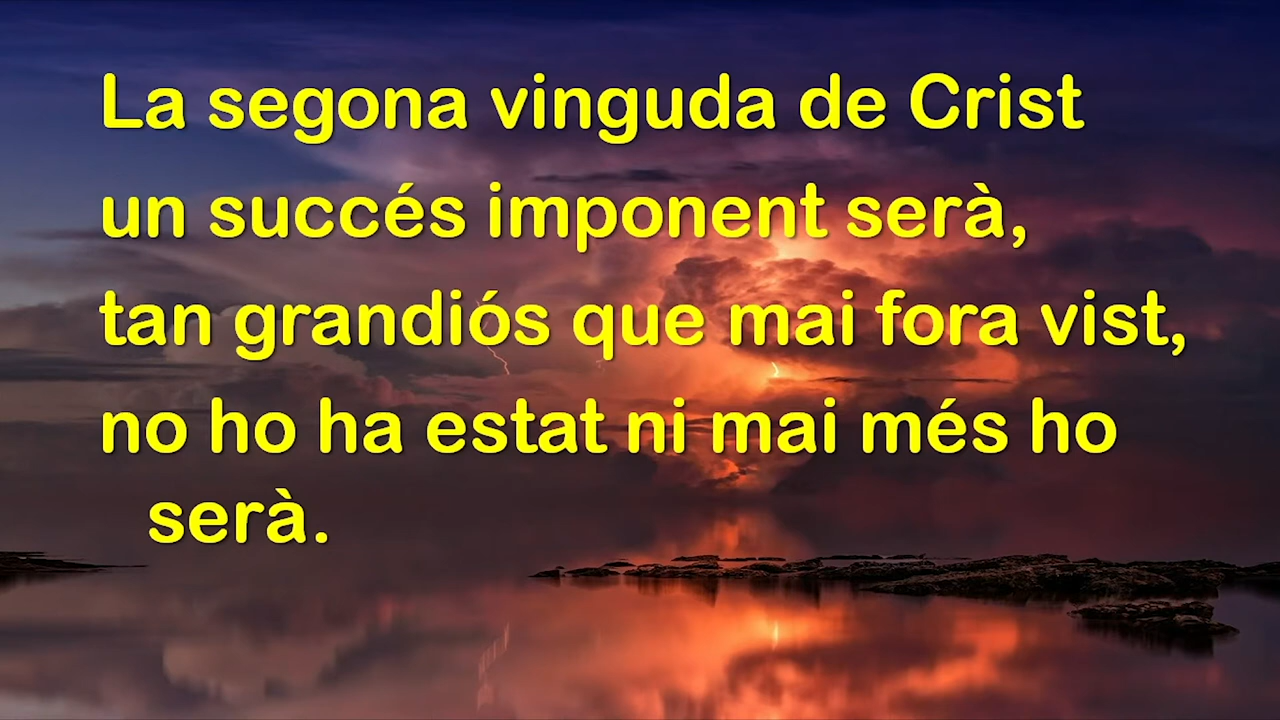 La segona vinguda de Crist
un succés imponent serà,
tan grandiós que mai fora vist,
no ho ha estat ni mai més ho
serà.